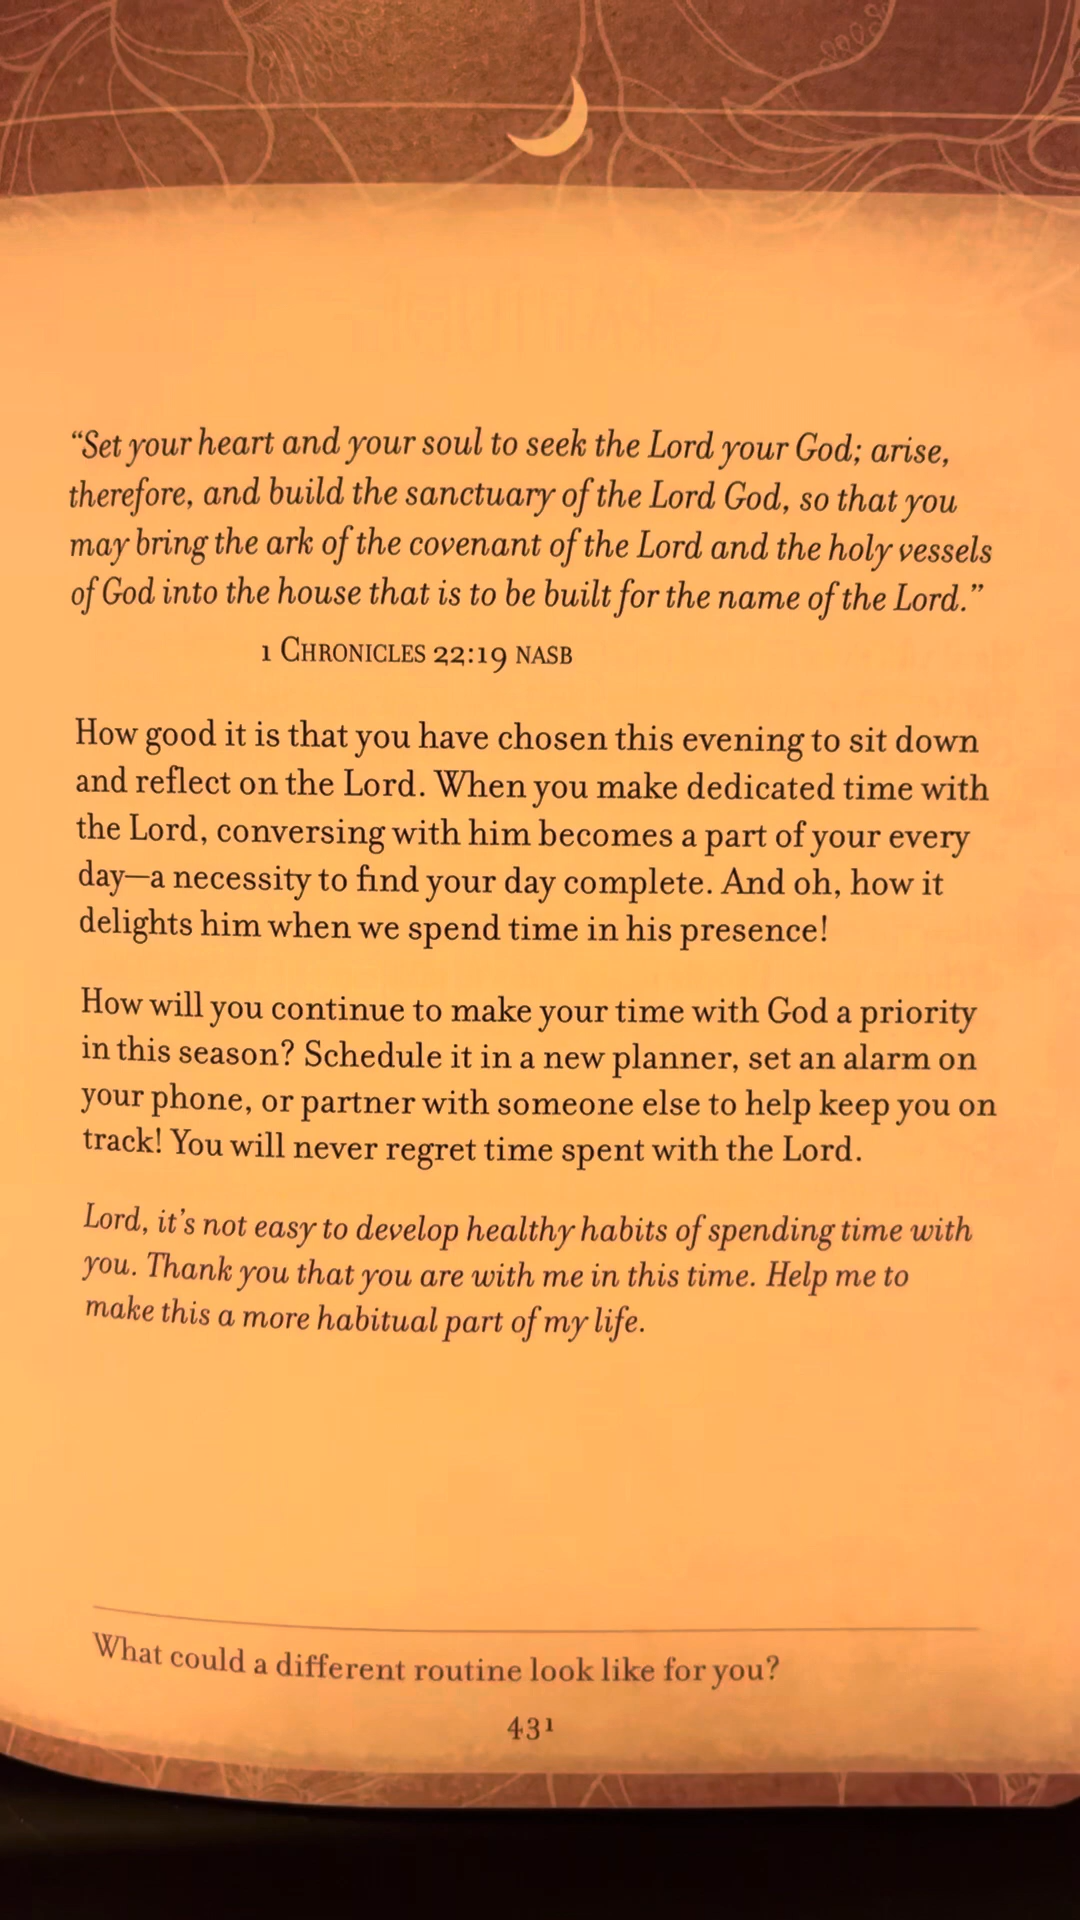 “Set your heart and your soul to seek the Lord your God; arise,
therefore, and build the sanctuary of the Lord God, so that you
may bring the ark of the covenant of the Lord and the holy vessels
of God into the house that is to be built for the name of the Lord.”
1 CHRONICLES 22:19 NASB
How good it is that you have chosen this evening to sit down
and reflect on the Lord. When you make dedicated time with
the Lord, conversing with him becomes a part of your every
day—a necessity to find your day complete. And oh, how it
delights him when we spend time in his presence!
How will you continue to make your time with God a priority
in this season? Schedule it in a new planner, set an alarm on
your phone, or partner with someone else to help keep you on
track! You will never regret time spent with the Lord.
Lord, it’s not easy to develop healthy habits of spending time with
you. Thank you that you are with me in this time. Help me to
make this a more habitual part of my life.
What could a different routine look like for you?
431